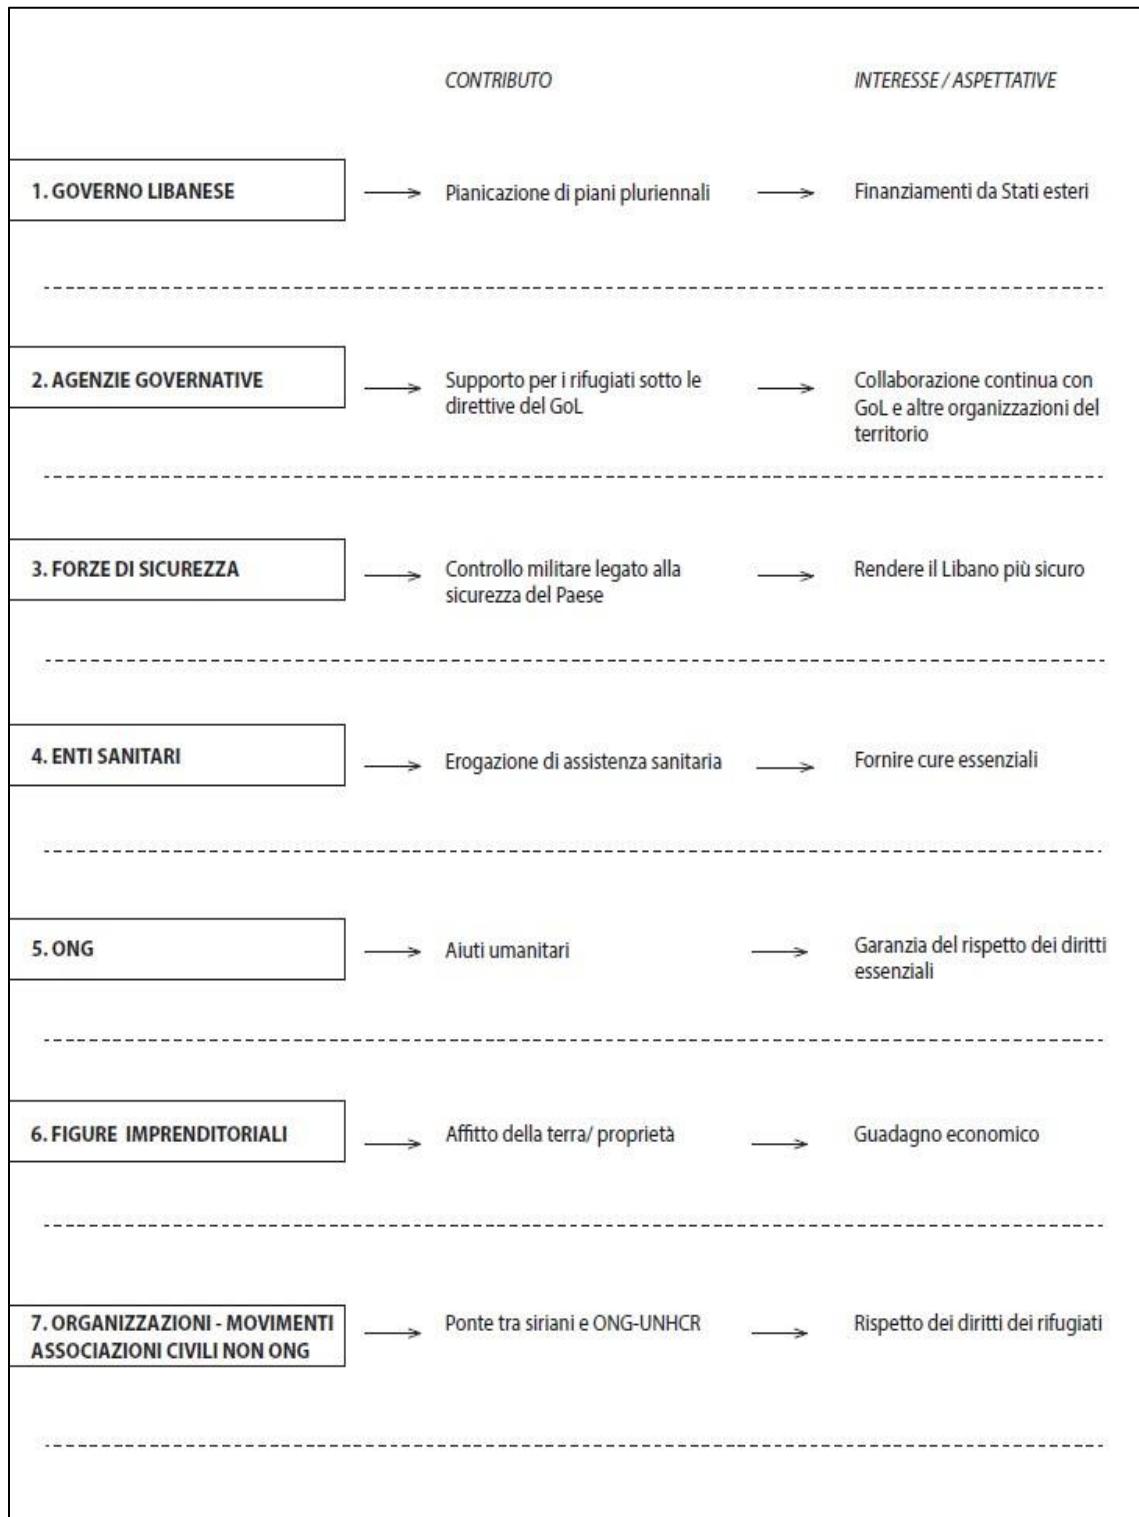 CONTRIBUTO
INTERESSE / ASPETTATIVE
1. GOVERNO LIBANESE
Pianicazione di piani pluriennali
Finanziamenti da Stati esteri
2. AGENZIE GOVERNATIVE
Supporto per i rifugiati sotto le
direttive del GoL
Collaborazione continua con
GoL e altre organizzazioni del
territorio
3. FORZE DI SICUREZZA
Controllo militare legato alla
sicurezza del Paese
Rendere il Libano più sicuro
4. ENTI SANITARI
Erogazione di assistenza sanitaria
Fornire cure essenziali
5. ONG
Aiuti umanitari
Garanzia del rispetto dei diritti
essenziali
6. FIGURE IMPRENDITORIALI
Affitto della terra/ proprietà
Guadagno economico
7. ORGANIZZAZIONI - MOVIMENTI
ASSOCIAZIONI CIVILI NON ONG
Ponte tra siriani e ONG-UNHCR
Rispetto dei diritti dei rifugiati